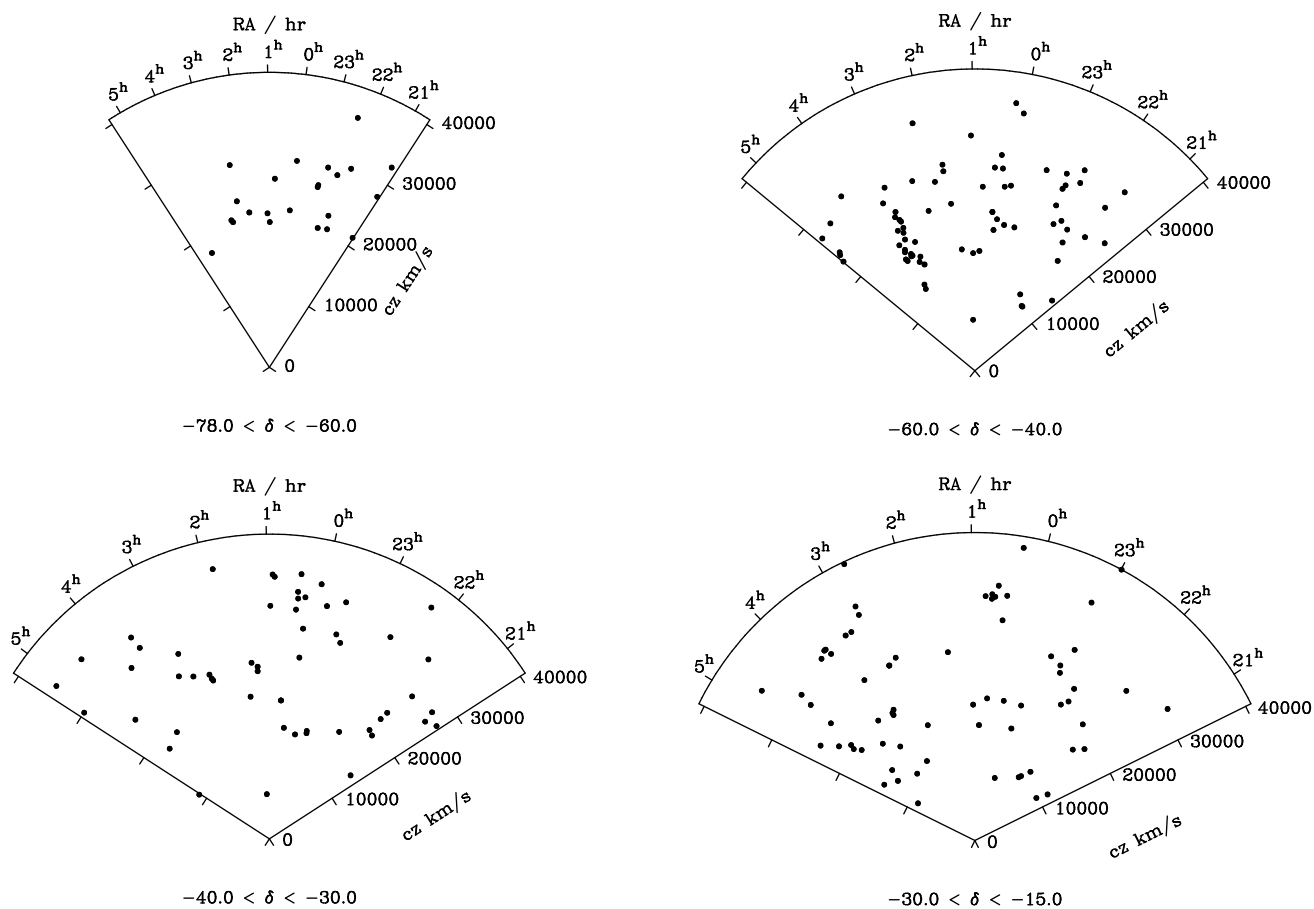 RA / hr
5ʰ 4ʰ 3ʰ 2ʰ 1ʰ 0ʰ 23ʰ 22ʰ 21ʰ
40000
30000
20000
10000
0
cz km/s
−78.0 < δ < −60.0
RA / hr
5ʰ 4ʰ 3ʰ 2ʰ 1ʰ 0ʰ 23ʰ 22ʰ 21ʰ
40000
30000
20000
10000
0
cz km/s
−60.0 < δ < −40.0
RA / hr
5ʰ 4ʰ 3ʰ 2ʰ 1ʰ 0ʰ 23ʰ 22ʰ 21ʰ
40000
30000
20000
10000
0
cz km/s
−40.0 < δ < −30.0
RA / hr
5ʰ 4ʰ 3ʰ 2ʰ 1ʰ 0ʰ 23ʰ 22ʰ 21ʰ
40000
30000
20000
10000
0
cz km/s
−30.0 < δ < −15.0